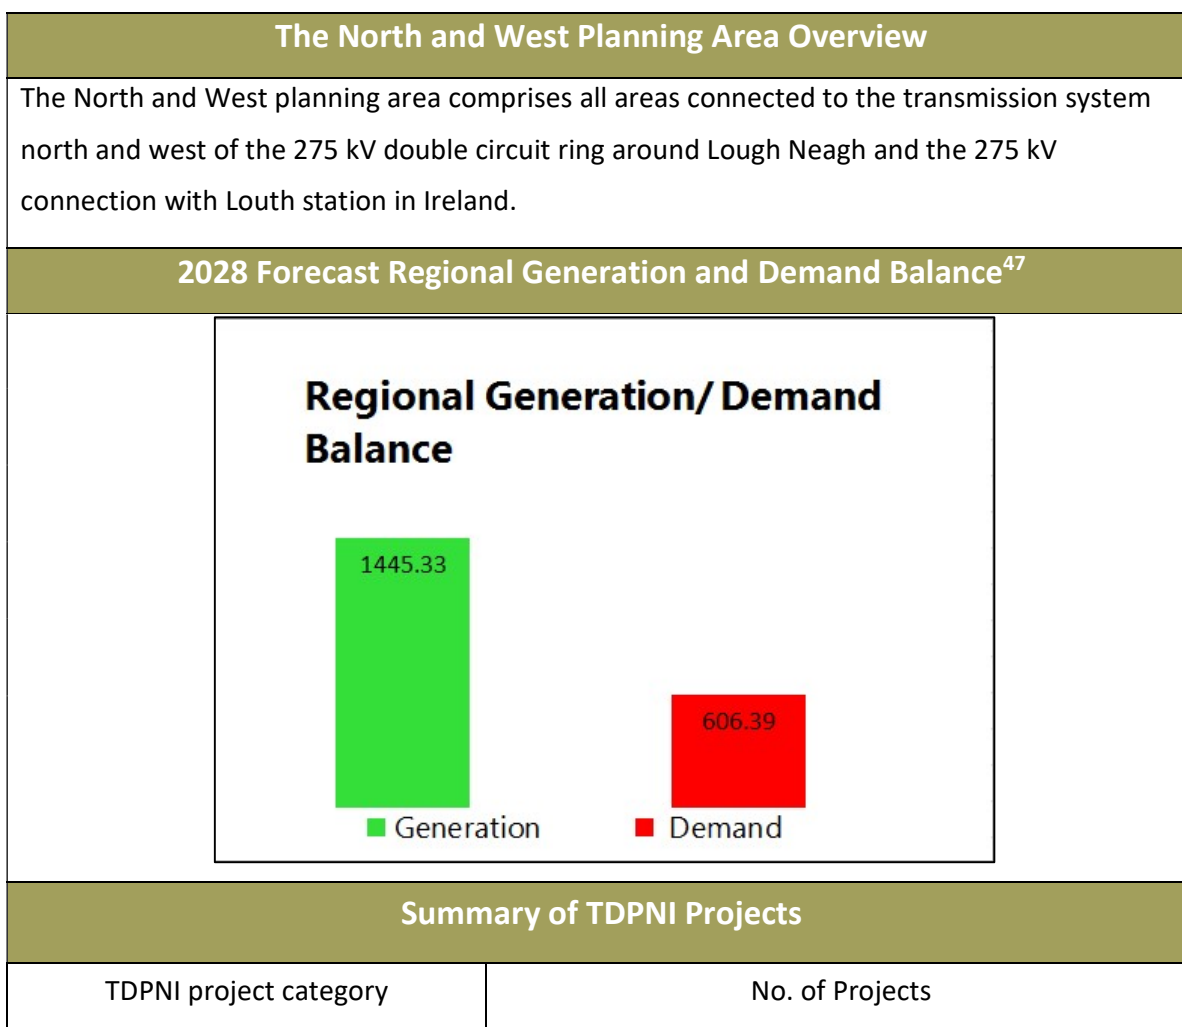 The North and West Planning Area Overview
The North and West planning area comprises all areas connected to the transmission system
north and west of the 275 kV double circuit ring around Lough Neagh and the 275 kV
connection with Louth station in Ireland.
2028 Forecast Regional Generation and Demand Balance47
Regional Generation/ Demand
Balance
1445.33
606.39
Generation
Demand
Summary of TDPNI Projects
TDPNI project category
No. of Projects